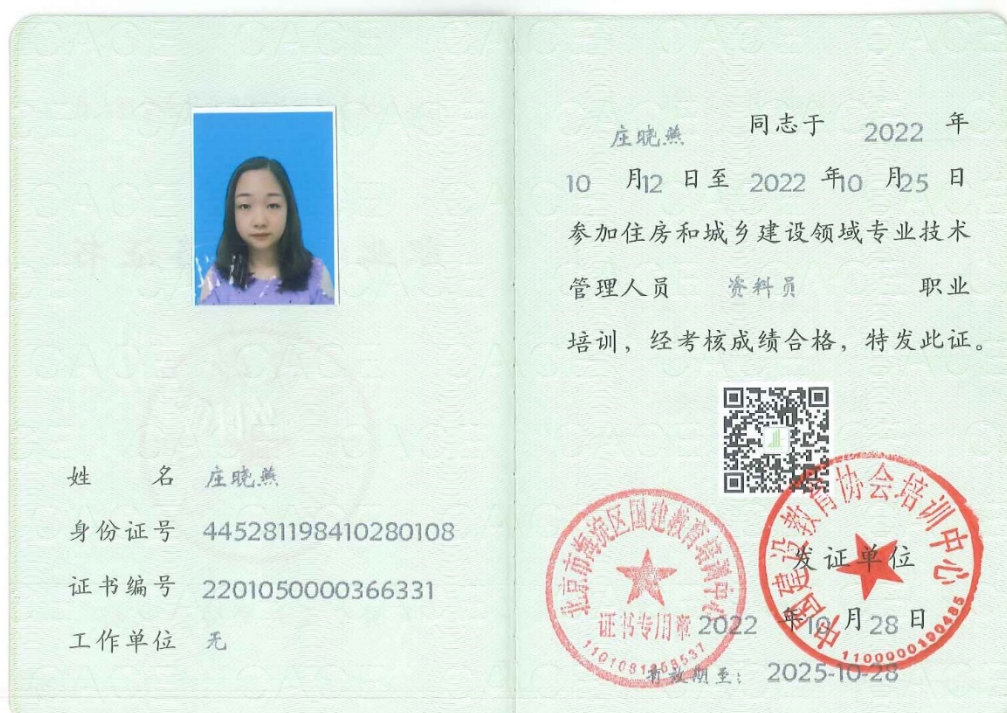 姓 名 庄晓燕
身份证号 445281198410280108
证书编号 2201050000366331
工作单位 无
庄晓燕 同志于 2022 年
10 月12 日至 2022 年10 月25 日
参加住房和城乡建设领域专业技术
管理人员 资料员 职业
培训，经考核成绩合格，特发此证。
北京市海淀区国建教育培训中心
证书专用章
中国建设教育协会培训中心
1100000190485
发证单位
2022 年10 月 28 日
有效期至： 2025-10-28
CACE